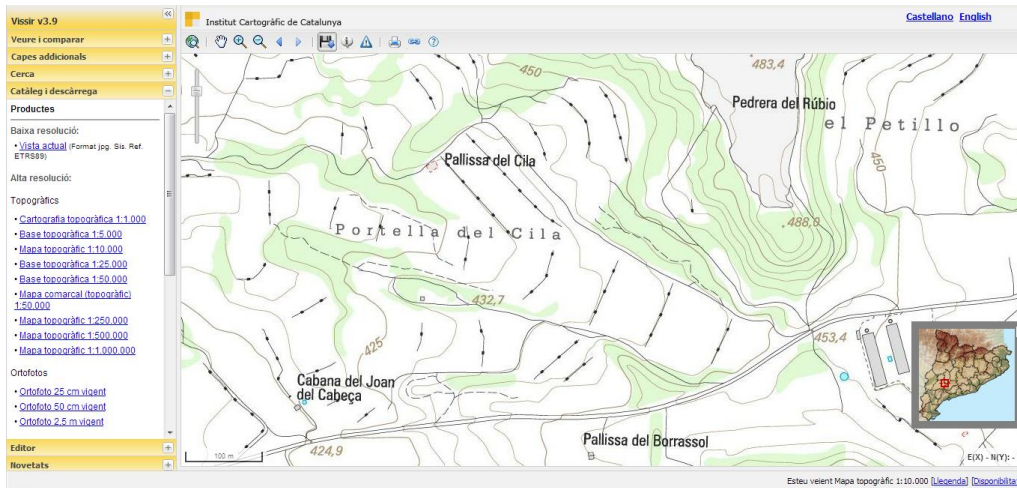 Vissir v3.9
Veure i comparar
Capes addicionals
Cerca
Catàleg i descàrrega
Productes
Baixa resolució:
• Vista actual (Format jpg. Sis. Ref. ETRS89)
Alta resolució:
Topogràfics
• Cartografia topogràfica 1:1.000
• Base topogràfica 1:5.000
• Mapa topogràfic 1:10.000
• Base topogràfica 1:25.000
• Base topogràfica 1:50.000
• Mapa comarcal (topogràfic)
1:50.000
• Mapa topogràfic 1:250.000
• Mapa topogràfic 1:500.000
• Mapa topogràfic 1:1.000.000
Ortofotos
• Ortofoto 25 cm vigent
• Ortofoto 50 cm vigent
• Ortofoto 2,5 m vigent
Editor
Novetats
Institut Cartogràfic de Catalunya
Castellano English
450
483,4
Pedrera del Rúbio
el Petillo
Pallissa del Cila
450
488,0
Portella del Cila
432,7
453,4
425
Cabana del Joan
del Cabeça
Pallissa del Borrassol
424,9
100 m
E(X) - N(Y): -
Esteu veient Mapa topogràfic 1:10.000 [Llegenda] [Disponibilita